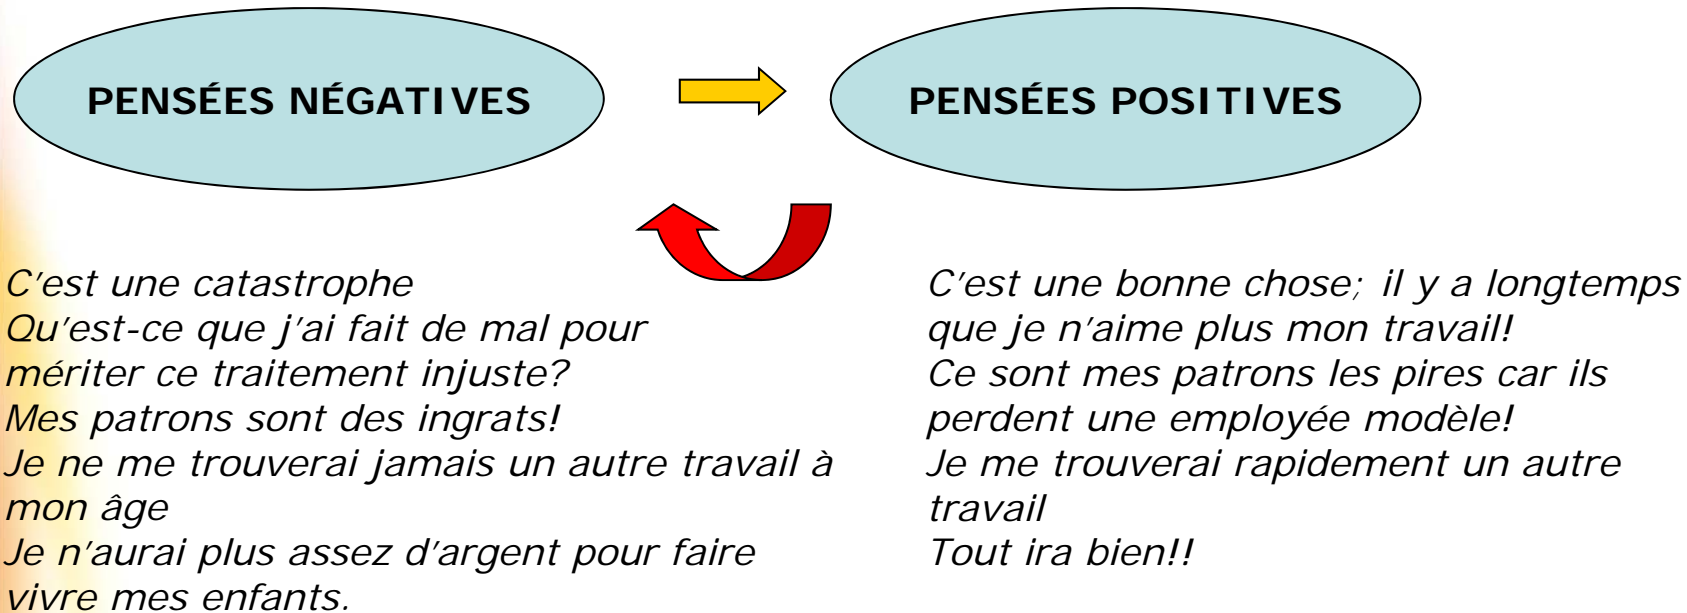 PENSÉES NÉGATIVES
PENSÉES POSITIVES
C'est une catastrophe
Qu'est-ce que j'ai fait de mal pour
mériter ce traitement injuste?
Mes patrons sont des ingrats!
Je ne me trouverai jamais un autre travail à
mon âge
Je n'aurai plus assez d'argent pour faire
vivre mes enfants.
C'est une bonne chose; il y a longtemps
que je n'aime plus mon travail!
Ce sont mes patrons les pires car ils
perdent une employée modèle!
Je me trouverai rapidement un autre
travail
Tout ira bien!!